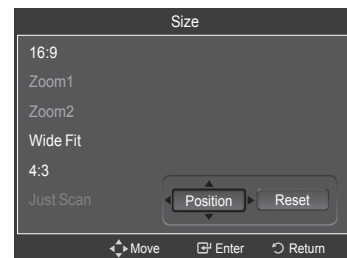 Size
16:9
Zoom1
Zoom2
Wide Fit
4:3
Just Scan
Position Reset
Move Enter Return